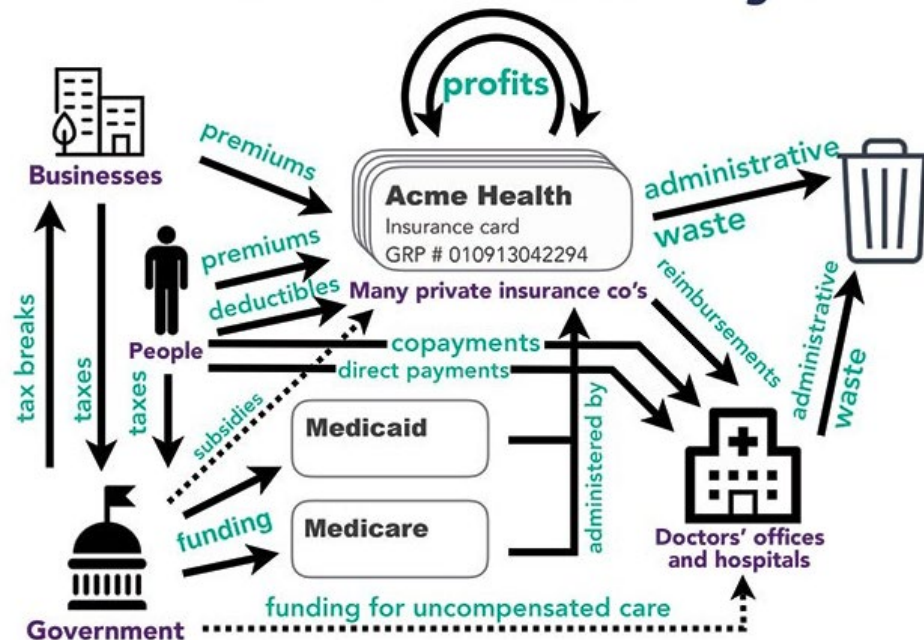 profits
premiums
Businesses
Acme Health
Insurance card
GRP # 010913042294
administrative
waste
premiums
deductibles
Many private insurance co's
reimbursements
administrative
waste
tax breaks
taxes
People
taxes
copayments
direct payments
subsidies
Medicaid
administered by
Medicare
funding
Doctors' offices
and hospitals
funding for uncompensated care
Government